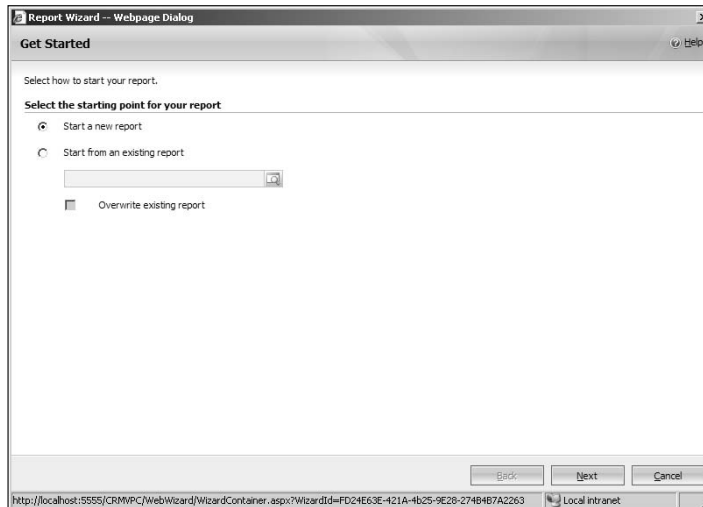 Report Wizard -- Webpage Dialog
Get Started
Help
Select how to start your report.
Select the starting point for your report
Start a new report
Start from an existing report
Overwrite existing report
Back Next Cancel
http://localhost:5555/CRMVPC/WebWizard/WizardContainer.aspx?WizardId=FD24E63E-421A-4b25-9E28-274B4B7A2263 Local intranet